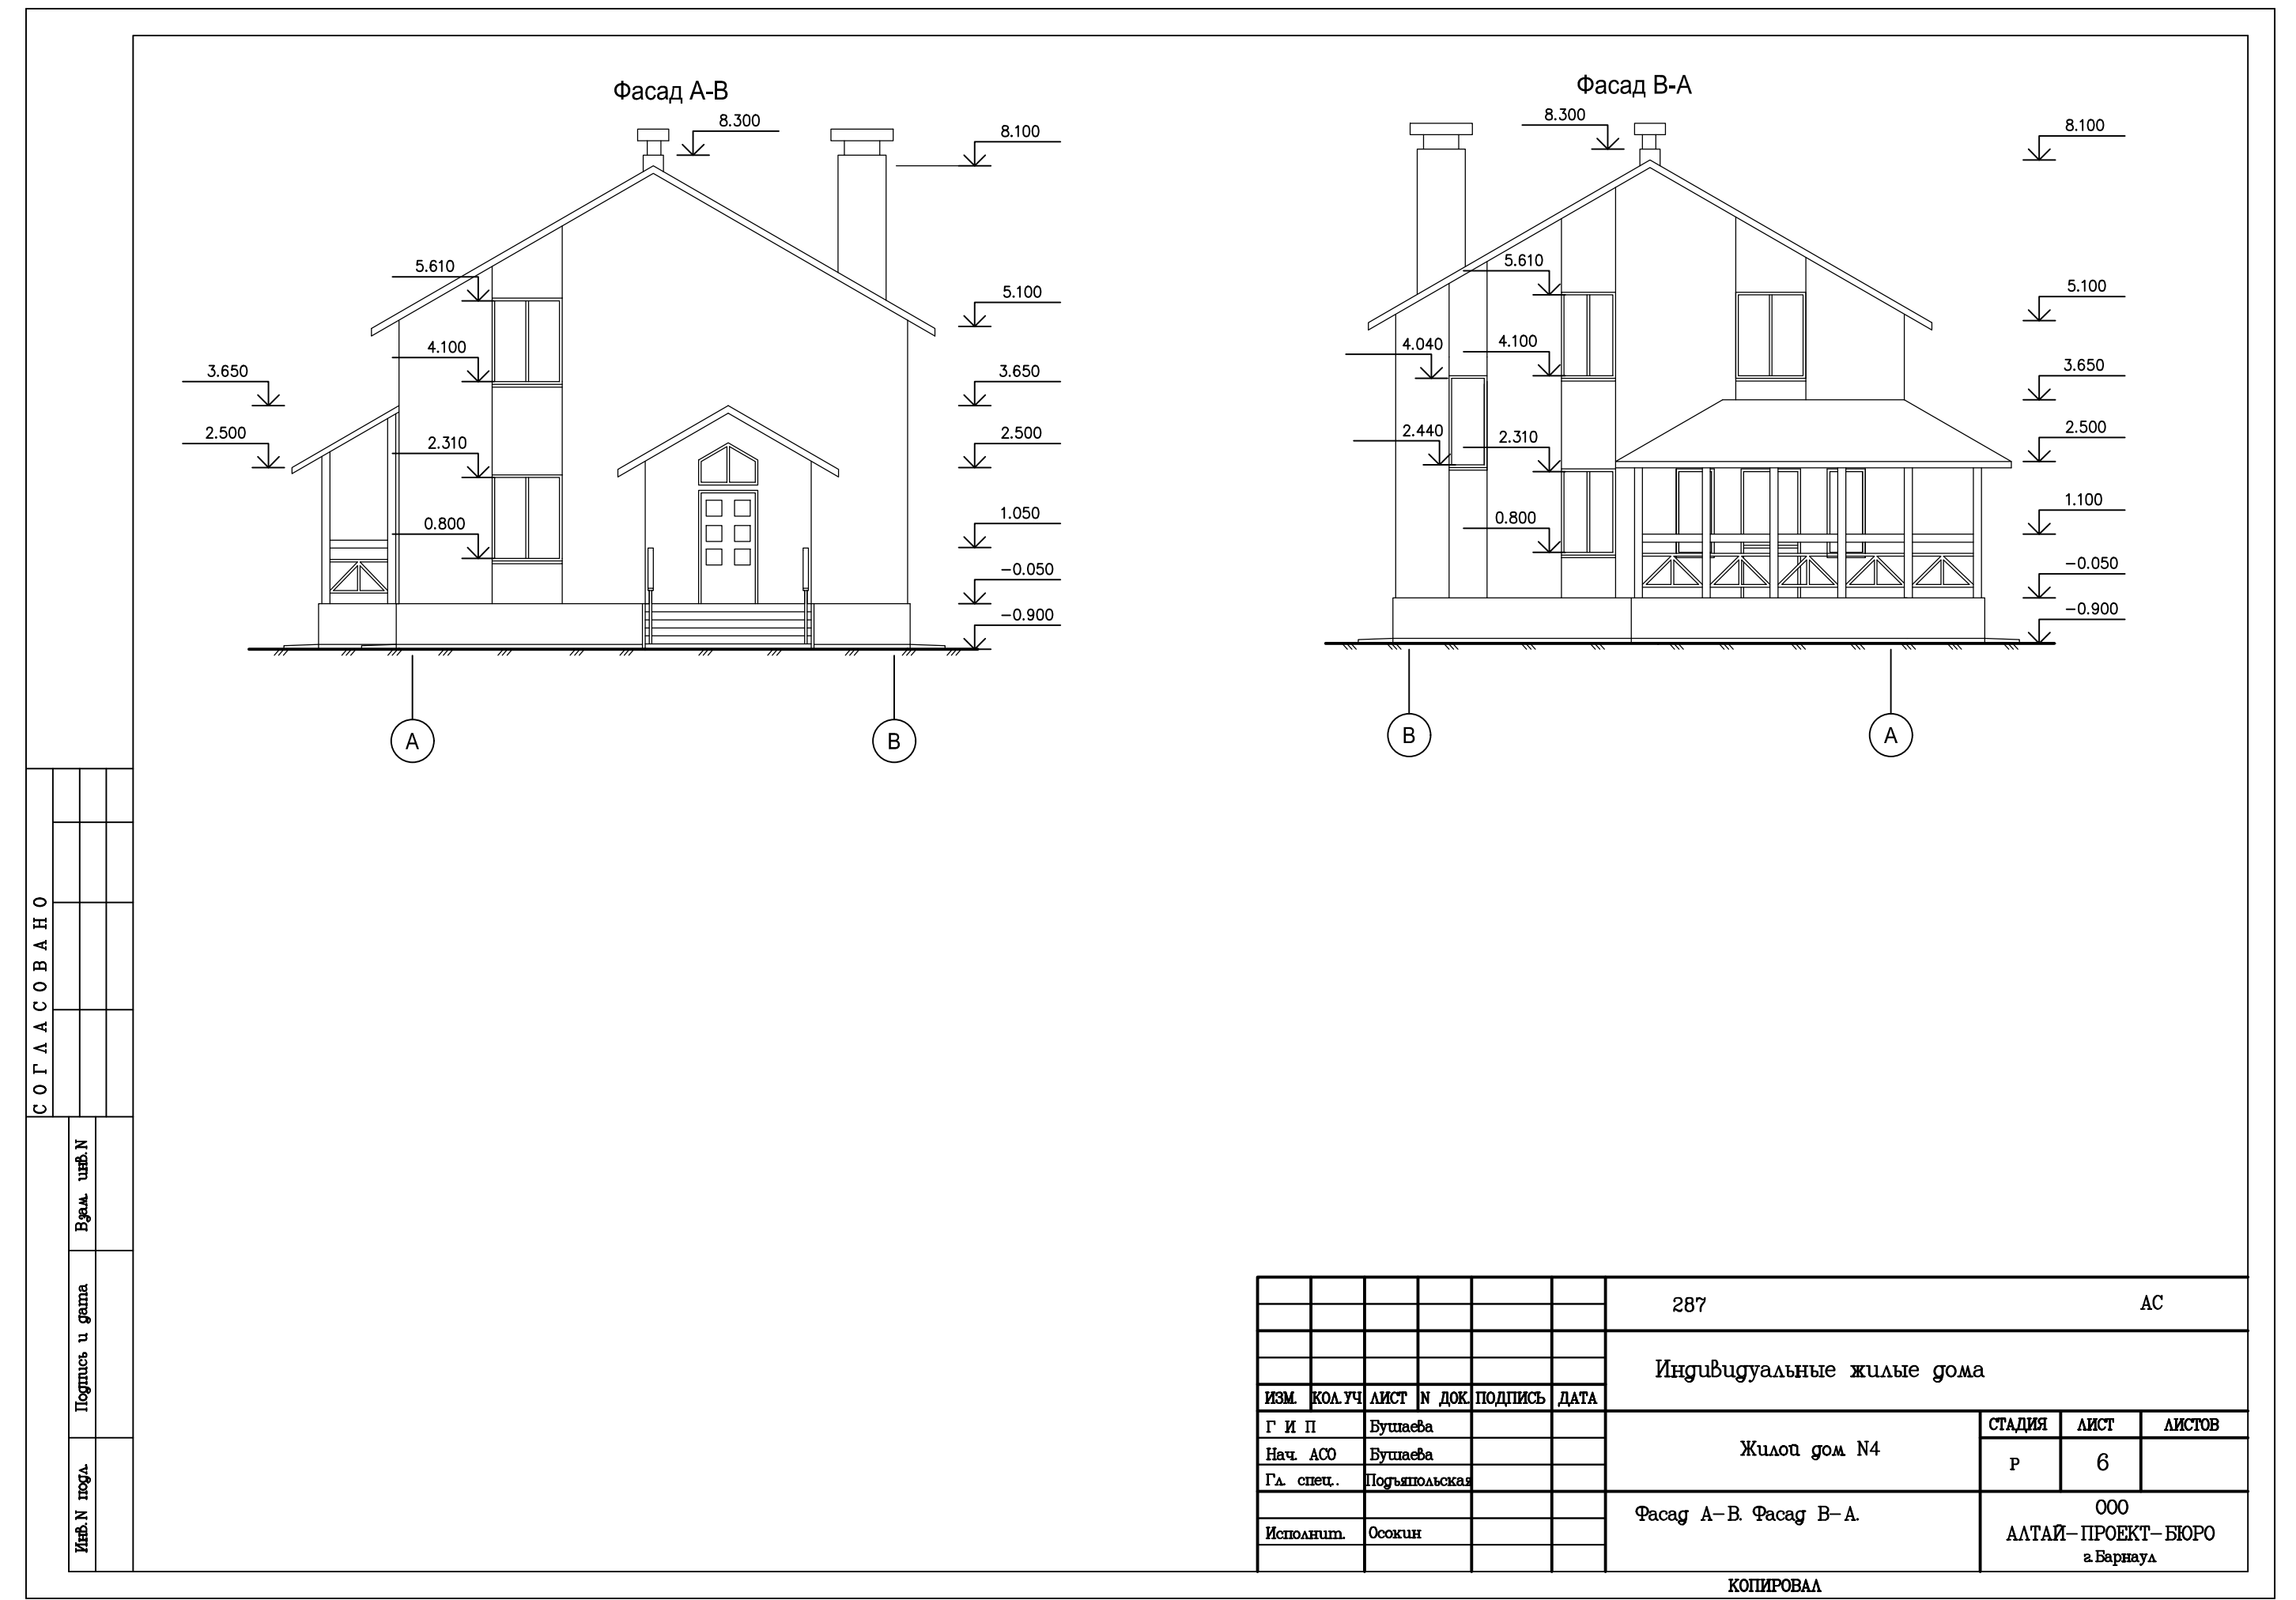 Фасад А-В
8.300
8.100
5.610
5.100
4.100
3.650
3.650
2.500
2.310
2.500
0.800
1.050
−0.050
−0.900
А
В
Фасад В-А
8.300
8.100
5.610
5.100
4.040
4.100
3.650
2.440
2.310
2.500
0.800
1.100
−0.050
−0.900
В
А
СОГЛАСОВАНО
Взам. инв.N
Подпись и дата
Инв.N подл.
287 АС
Индивидуальные жилые дома
ИЗМ. КОЛ.УЧ ЛИСТ N ДОК. ПОДПИСЬ ДАТА
Г И П Бушаева
Нач. АСО Бушаева
Гл. спец.. Подъяпольская
Исполнит. Осокин
Жилой дом N4
СТАДИЯ ЛИСТ ЛИСТОВ
Р 6
Фасад А−В. Фасад В−А.
ООО
АЛТАЙ−ПРОЕКТ−БЮРО
г.Барнаул
КОПИРОВАЛ